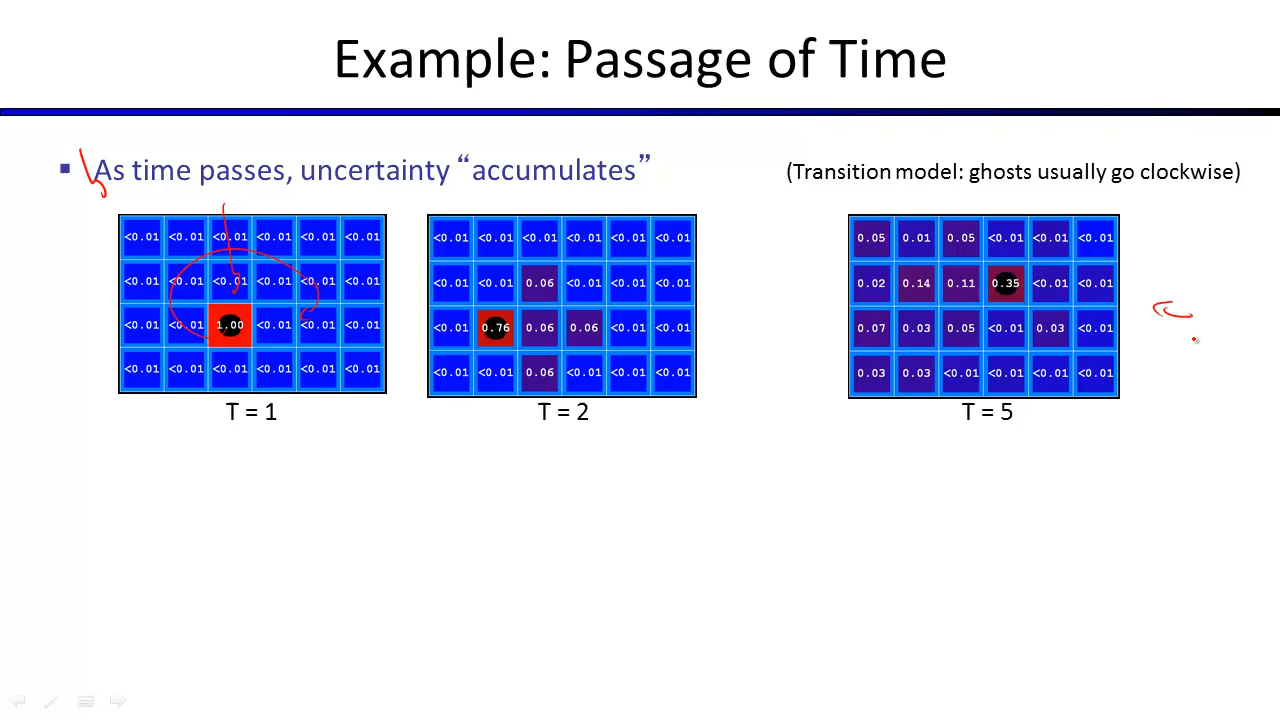 Example: Passage of Time
▪ As time passes, uncertainty “accumulates”
(Transition model: ghosts usually go clockwise)
<0.01 <0.01 <0.01 <0.01 <0.01 <0.01
<0.01 <0.01 <0.01 <0.01 <0.01 <0.01
<0.01 <0.01 1.00 <0.01 <0.01 <0.01
<0.01 <0.01 <0.01 <0.01 <0.01 <0.01
T = 1
<0.01 <0.01 <0.01 <0.01 <0.01 <0.01
<0.01 <0.01 0.06 <0.01 <0.01 <0.01
<0.01 0.76 0.06 0.06 <0.01 <0.01
<0.01 <0.01 0.06 <0.01 <0.01 <0.01
T = 2
0.05 0.01 0.05 <0.01 <0.01 <0.01
0.02 0.14 0.11 0.35 <0.01 <0.01
0.07 0.03 0.05 <0.01 0.03 <0.01
0.03 0.03 <0.01 <0.01 <0.01 <0.01
T = 5